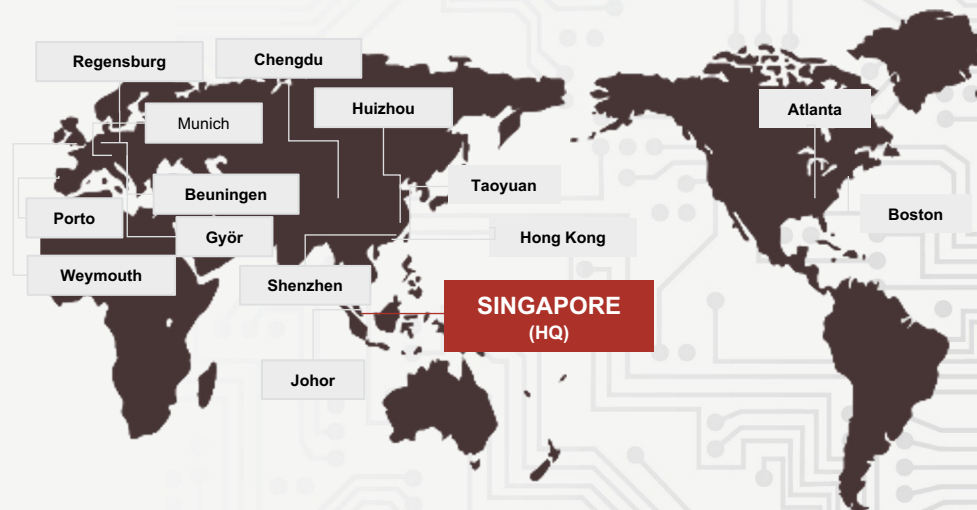 Regensburg
Chengdu
Huizhou
Atlanta
Munich
Taoyuan
Beuningen
Porto
Boston
Györ
Hong Kong
Weymouth
Shenzhen
SINGAPORE
(HQ)
Johor